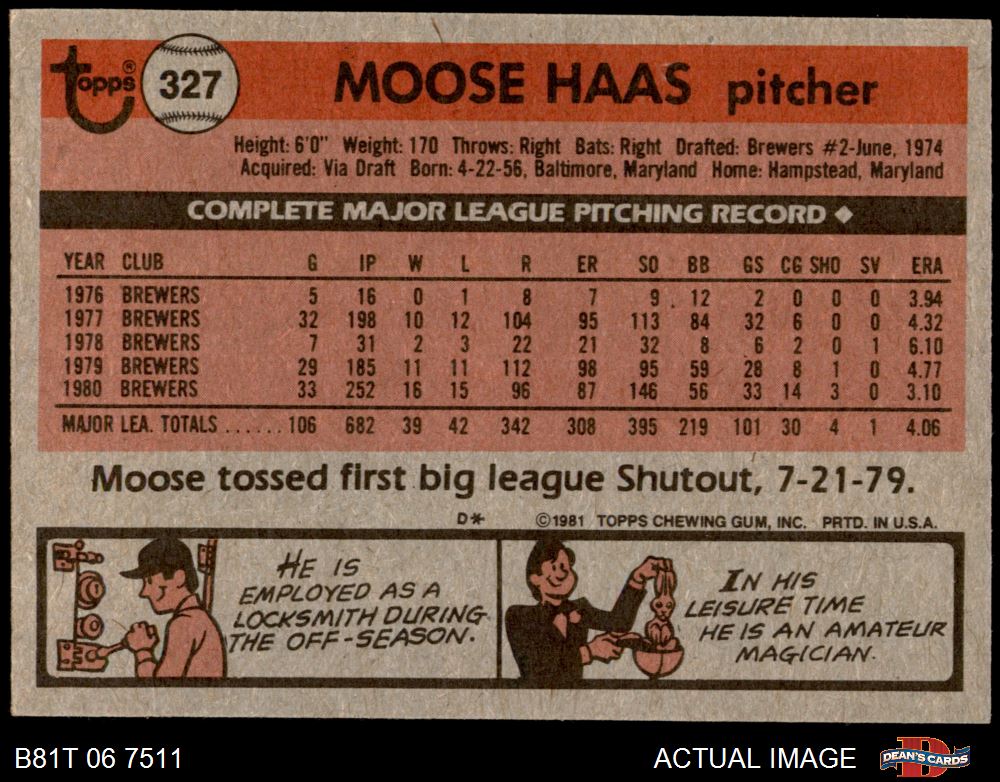 topps® 327 MOOSE HAAS pitcher
Height: 6'0" Weight: 170 Throws: Right Bats: Right Drafted: Brewers #2-June, 1974
Acquired: Via Draft Born: 4-22-56, Baltimore, Maryland Home: Hampstead, Maryland
COMPLETE MAJOR LEAGUE PITCHING RECORD ◆
YEAR CLUB G IP W L R ER SO BB GS CG SHO SV ERA
1976 BREWERS 5 16 0 1 8 7 9 12 2 0 0 0 3.94
1977 BREWERS 32 198 10 12 104 95 113 84 32 6 0 0 4.32
1978 BREWERS 7 31 2 3 22 21 32 8 6 2 0 1 6.10
1979 BREWERS 29 185 11 11 112 98 95 59 28 8 1 0 4.77
1980 BREWERS 33 252 16 15 96 87 146 56 33 14 3 0 3.10
MAJOR LEA. TOTALS ...... 106 682 39 42 342 308 395 219 101 30 4 1 4.06
Moose tossed first big league Shutout, 7-21-79.
D* ©1981 TOPPS CHEWING GUM, INC. PRTD. IN U.S.A.
HE IS
EMPLOYED AS A
LOCKSMITH DURING
THE OFF-SEASON.
IN HIS
LEISURE TIME
HE IS AN AMATEUR
MAGICIAN.
B81T 06 7511 ACTUAL IMAGE DEAN'S CARDS